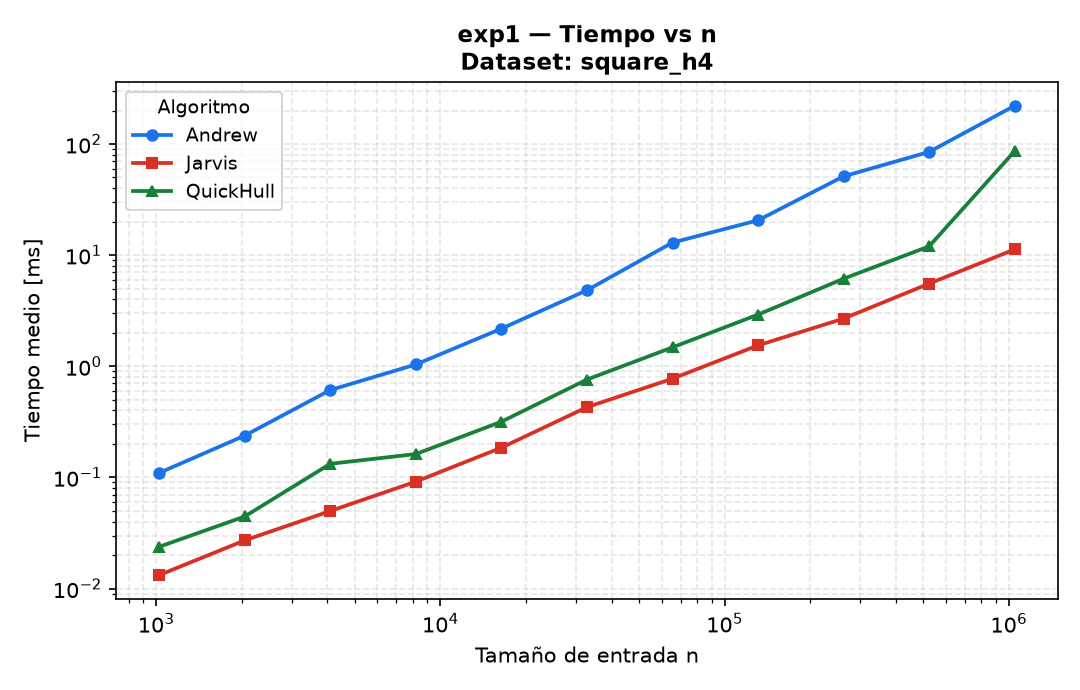 exp1 — Tiempo vs n
Dataset: square_h4
Algoritmo
Andrew
Jarvis
QuickHull
Tiempo medio [ms]
10²
10¹
10⁰
10⁻¹
10⁻²
10³ 10⁴ 10⁵ 10⁶
Tamaño de entrada n